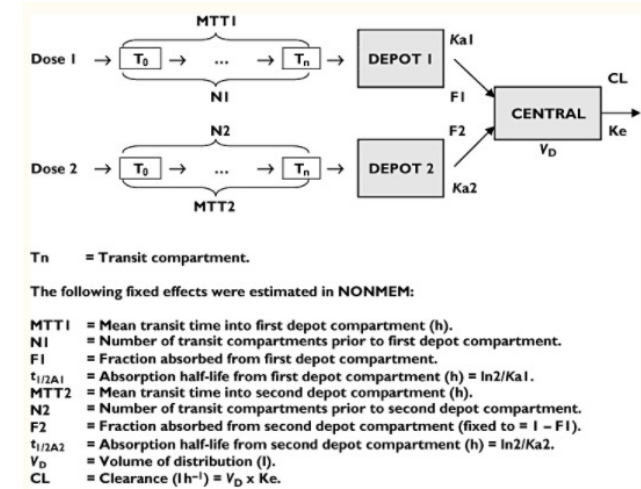 MTT1
Dose 1 → T₀ → ... → Tₙ → DEPOT 1
Ka1
N1
F1
CENTRAL
CL
Ke
V_D
N2
F2
Dose 2 → T₀ → ... → Tₙ → DEPOT 2
Ka2
MTT2
Tn = Transit compartment.
The following fixed effects were estimated in NONMEM:
MTT1 = Mean transit time into first depot compartment (h).
N1 = Number of transit compartments prior to first depot compartment.
F1 = Fraction absorbed from first depot compartment.
t₁/₂A1 = Absorption half-life from first depot compartment (h) = ln2/Ka1.
MTT2 = Mean transit time into second depot compartment (h).
N2 = Number of transit compartments prior to second depot compartment.
F2 = Fraction absorbed from second depot compartment (fixed to = 1 – F1).
t₁/₂A2 = Absorption half-life from second depot compartment (h) = ln2/Ka2.
V_D = Volume of distribution (l).
CL = Clearance (l h⁻¹) = V_D x Ke.